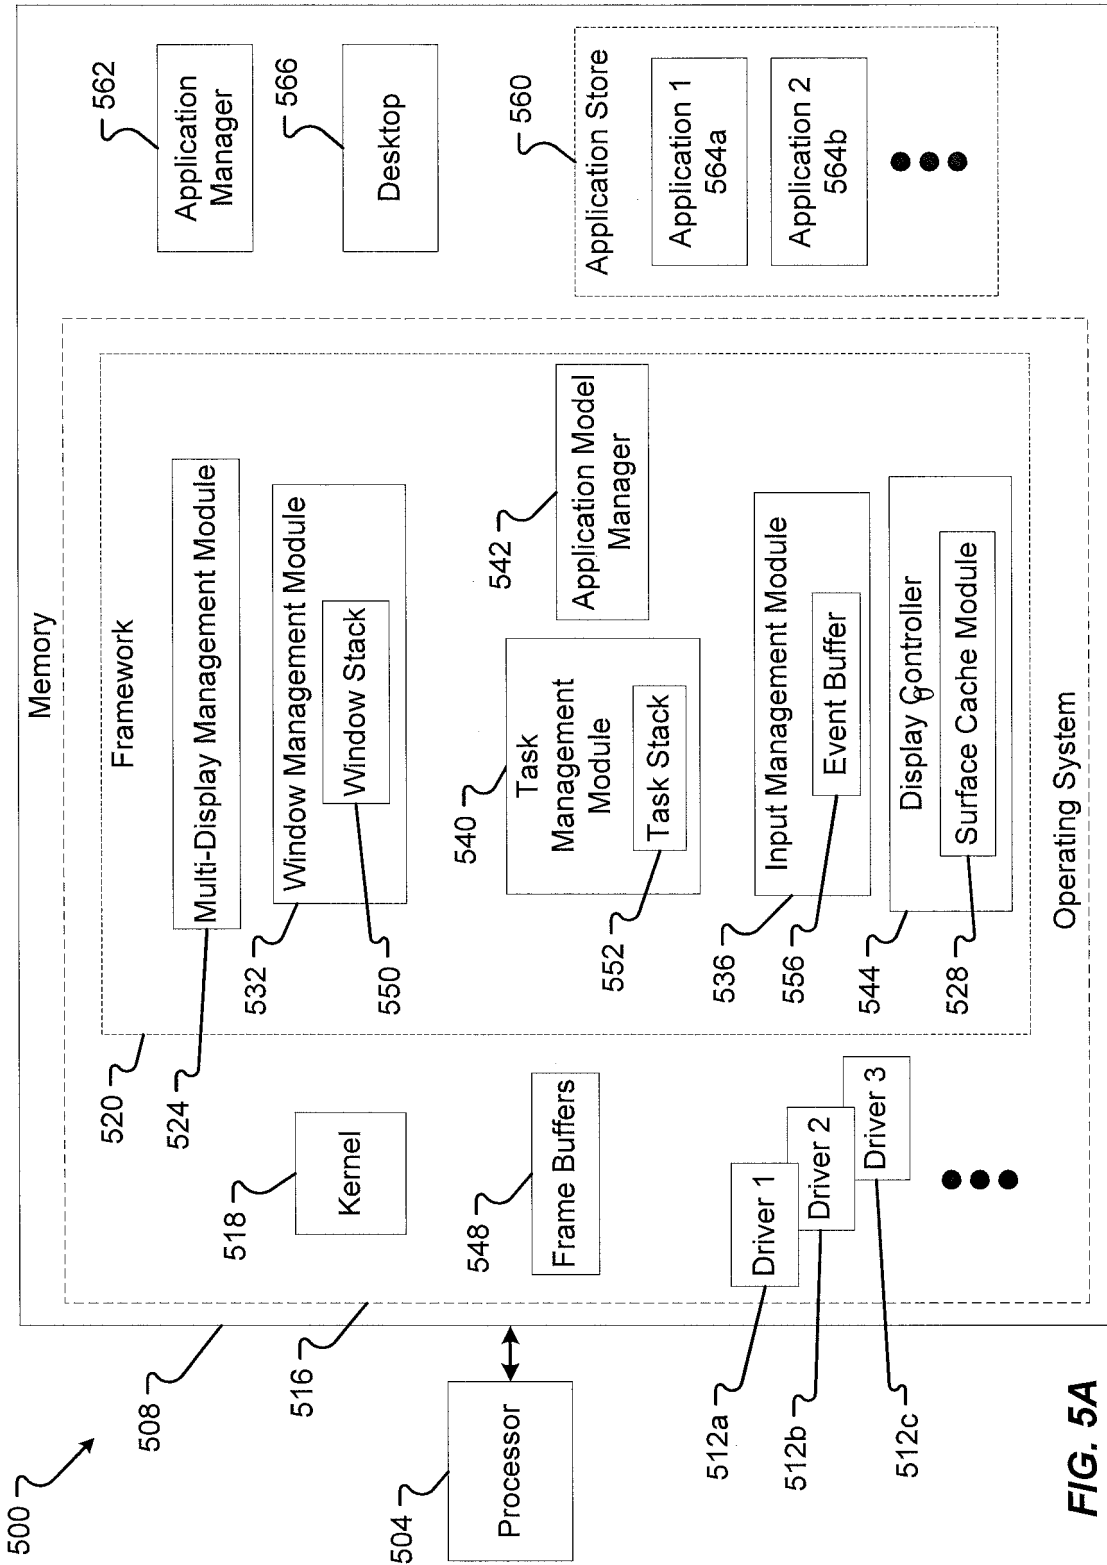 500
508
516
504
Processor
Memory
Operating System
518
Kernel
548
Frame Buffers
512a
Driver 1
512b
Driver 2
512c
Driver 3
520
Framework
524
Multi-Display Management Module
532
Window Management Module
550
Window Stack
540
Task
Management
Module
552
Task Stack
542
Application Model
Manager
536
Input Management Module
556
Event Buffer
544
Display Controller
528
Surface Cache Module
562
Application
Manager
566
Desktop
560
Application Store
Application 1
564a
Application 2
564b
FIG. 5A